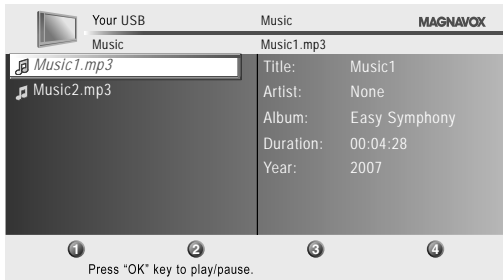 Your USB Music MAGNAVOX
Music Music1.mp3
Music1.mp3
Music2.mp3
Title: Music1
Artist: None
Album: Easy Symphony
Duration: 00:04:28
Year: 2007
1 2 3 4
Press “OK” key to play/pause.